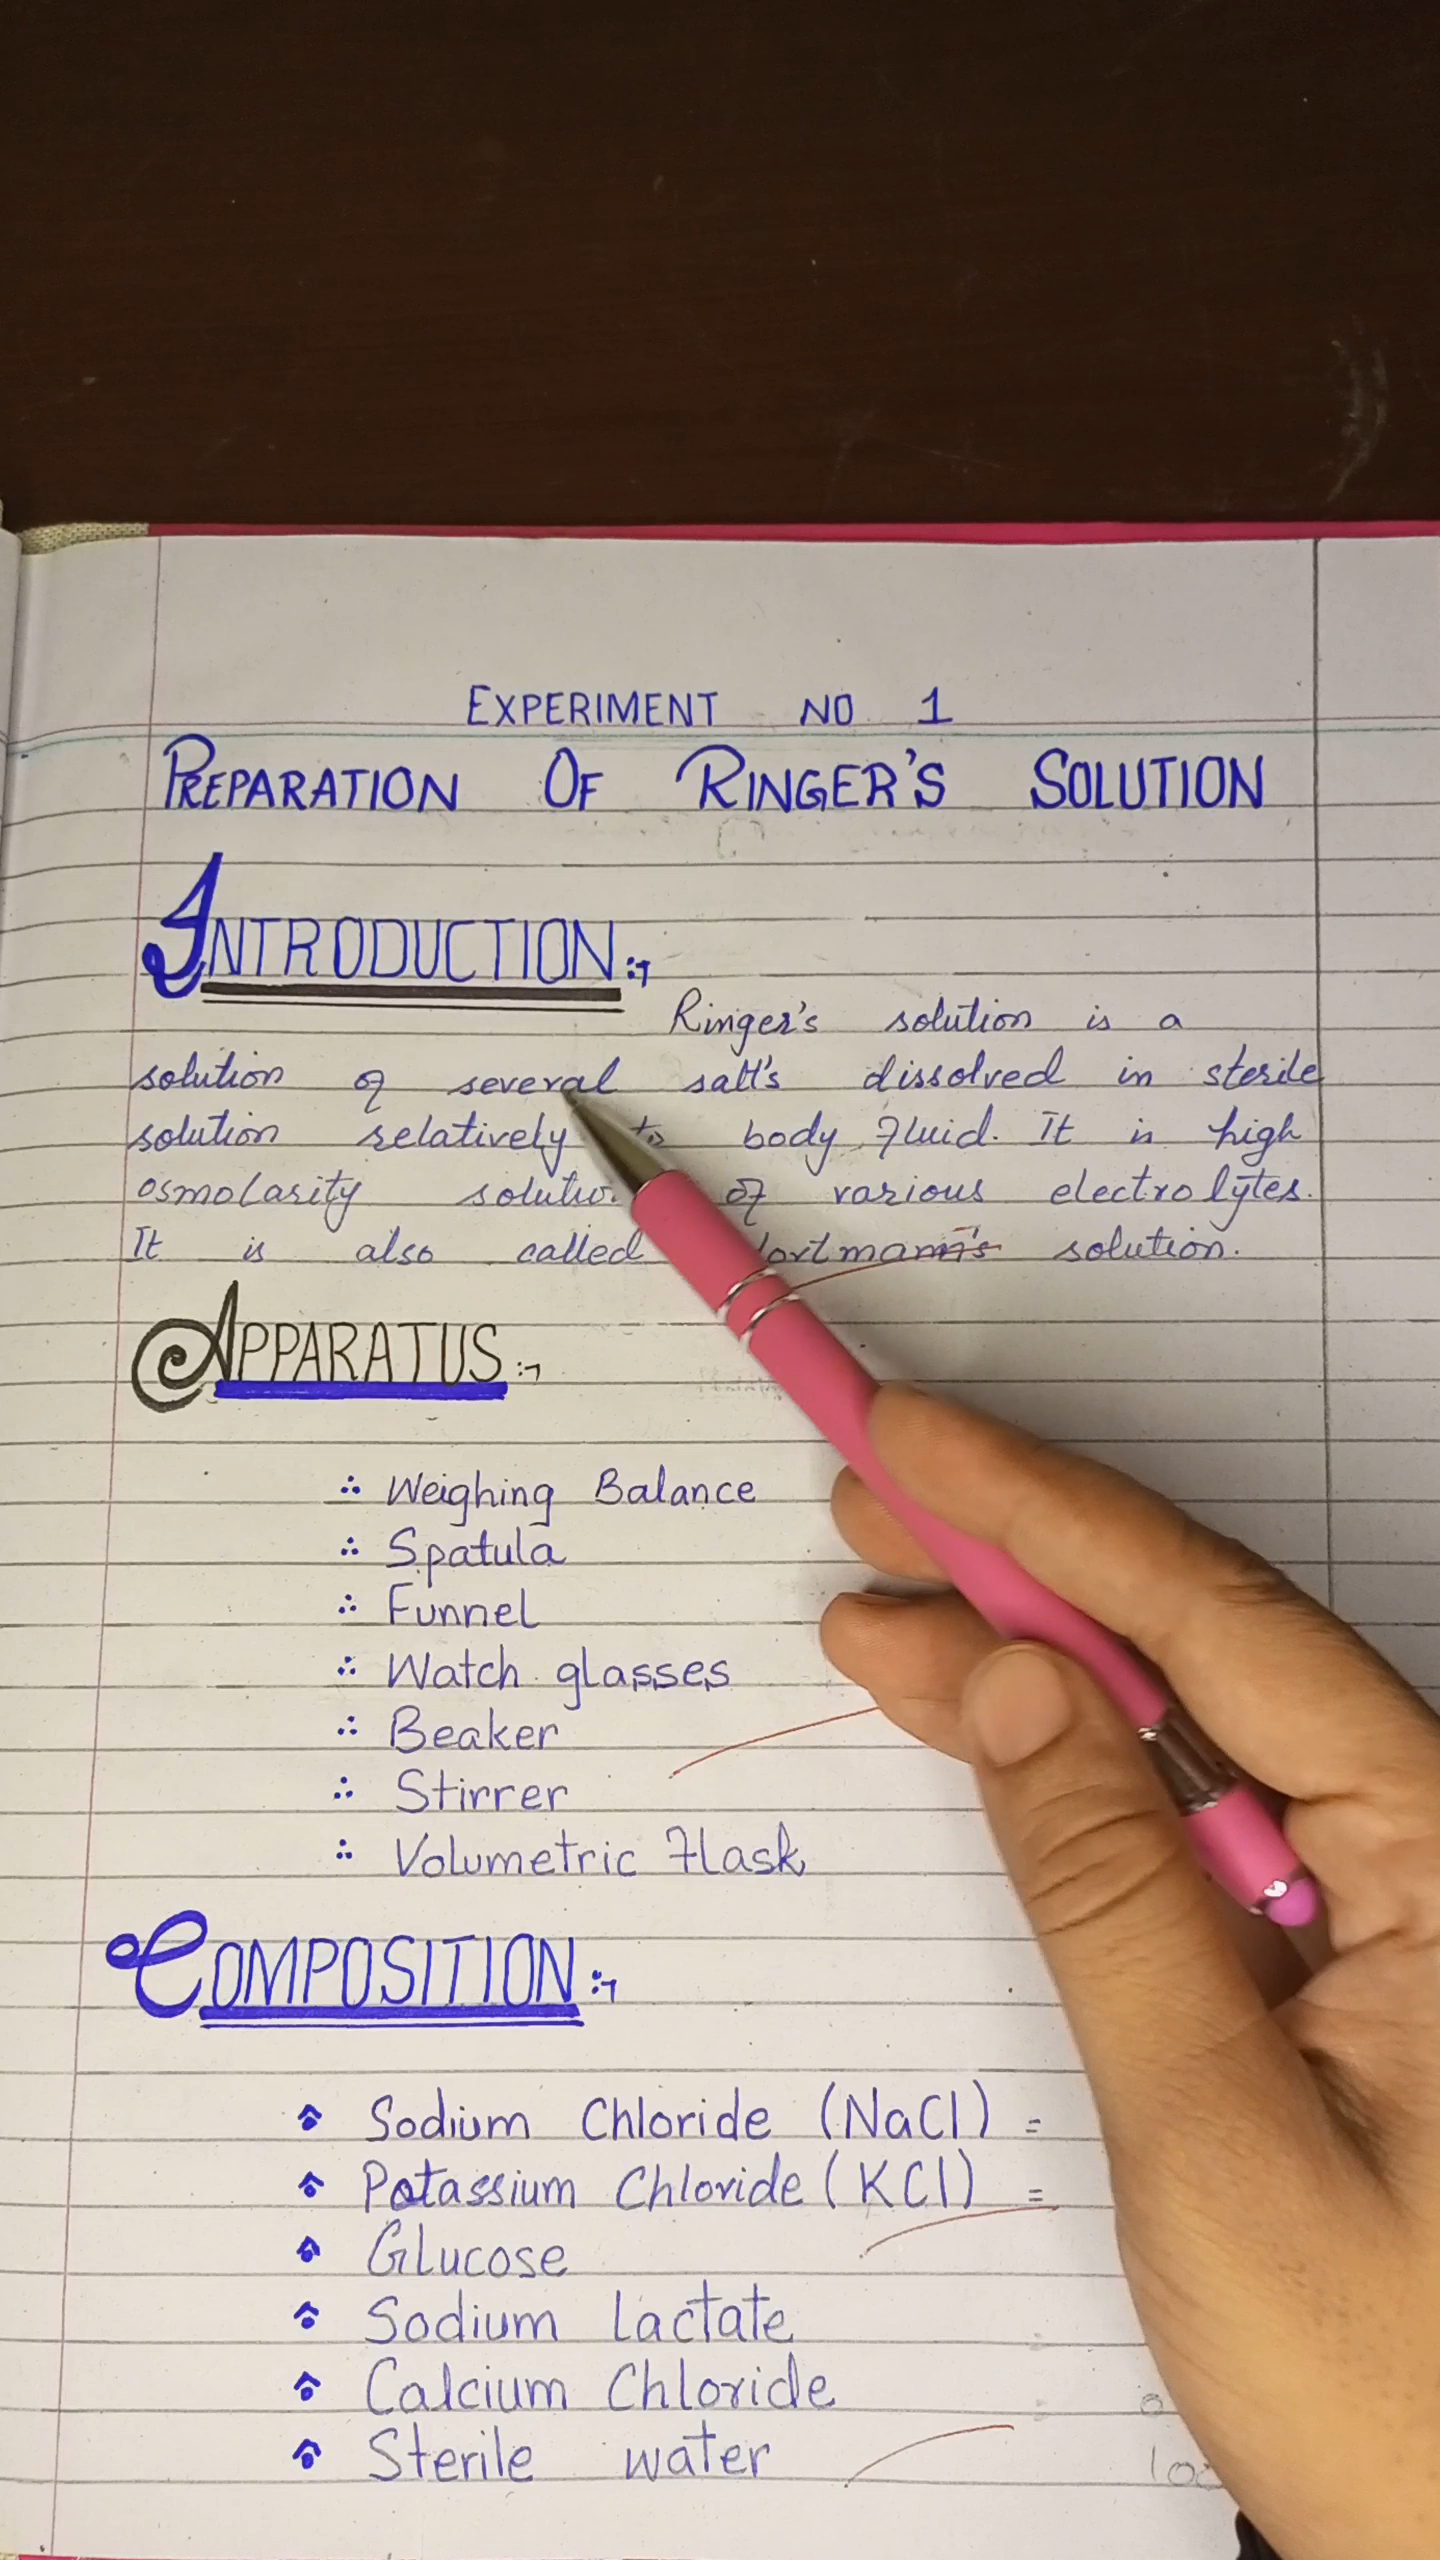 EXPERIMENT NO 1
PREPARATION OF RINGER'S SOLUTION
INTRODUCTION:-
Ringer's solution is a
solution of several salt's dissolved in sterile
solution relatively to body fluid. It is high
osmolarity solution of various electrolytes.
It is also called solution.
APPARATUS:-
∴ Weighing Balance
∴ Spatula
∴ Funnel
∴ Watch glasses
∴ Beaker
∴ Stirrer
∴ Volumetric Flask
COMPOSITION:-
Sodium Chloride (NaCl) =
Potassium Chloride (KCl) =
Glucose
Sodium Lactate
Calcium Chloride
Sterile water